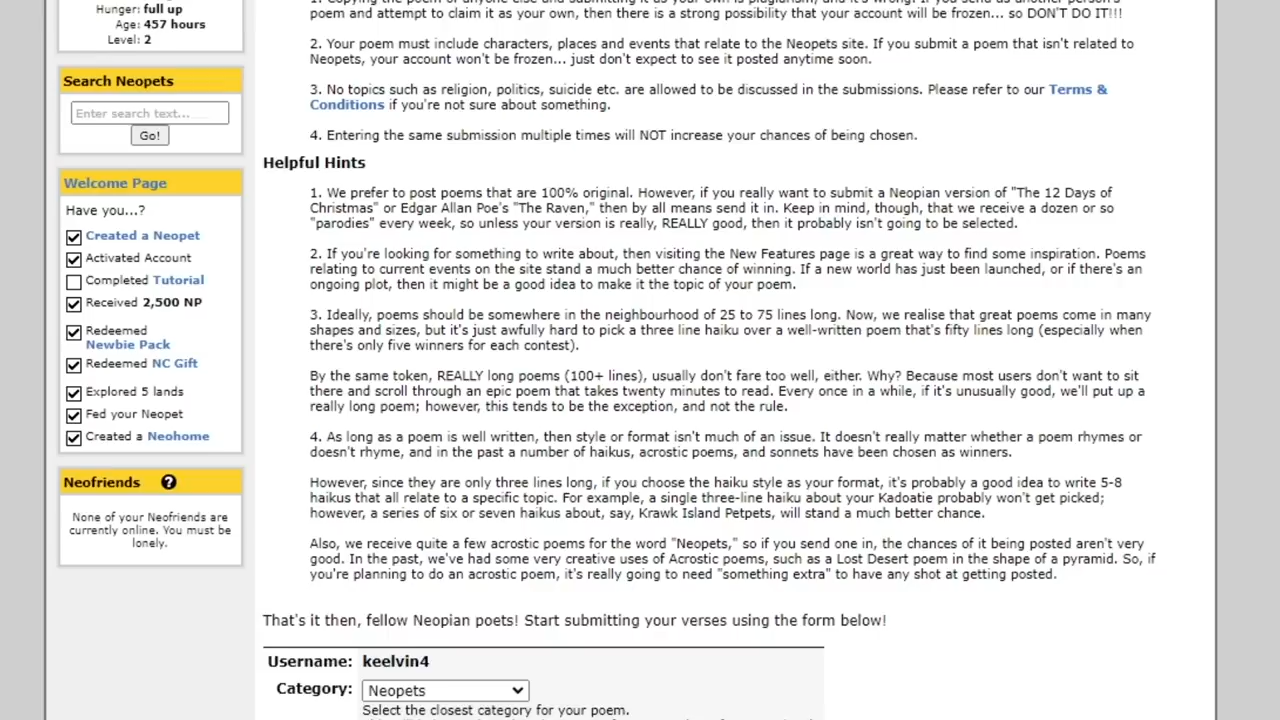 Hunger: full up
Age: 457 hours
Level: 2
Search Neopets
Enter search text...
Go!
Welcome Page
Have you...?
Created a Neopet
Activated Account
Completed Tutorial
Received 2,500 NP
Redeemed
Newbie Pack
Redeemed NC Gift
Explored 5 lands
Fed your Neopet
Created a Neohome
Neofriends ?
None of your Neofriends are
currently online. You must be
lonely.
poem and attempt to claim it as your own, then there is a strong possibility that your account will be frozen... so DON'T DO IT!!!
2. Your poem must include characters, places and events that relate to the Neopets site. If you submit a poem that isn't related to
Neopets, your account won't be frozen... just don't expect to see it posted anytime soon.
3. No topics such as religion, politics, suicide etc. are allowed to be discussed in the submissions. Please refer to our Terms &
Conditions if you're not sure about something.
4. Entering the same submission multiple times will NOT increase your chances of being chosen.
Helpful Hints
1. We prefer to post poems that are 100% original. However, if you really want to submit a Neopian version of "The 12 Days of
Christmas" or Edgar Allan Poe's "The Raven," then by all means send it in. Keep in mind, though, that we receive a dozen or so
"parodies" every week, so unless your version is really, REALLY good, then it probably isn't going to be selected.
2. If you're looking for something to write about, then visiting the New Features page is a great way to find some inspiration. Poems
relating to current events on the site stand a much better chance of winning. If a new world has just been launched, or if there's an
ongoing plot, then it might be a good idea to make it the topic of your poem.
3. Ideally, poems should be somewhere in the neighbourhood of 25 to 75 lines long. Now, we realise that great poems come in many
shapes and sizes, but it's just awfully hard to pick a three line haiku over a well-written poem that's fifty lines long (especially when
there's only five winners for each contest).
By the same token, REALLY long poems (100+ lines), usually don't fare too well, either. Why? Because most users don't want to sit
there and scroll through an epic poem that takes twenty minutes to read. Every once in a while, if it's unusually good, we'll put up a
really long poem; however, this tends to be the exception, and not the rule.
4. As long as a poem is well written, then style or format isn't much of an issue. It doesn't really matter whether a poem rhymes or
doesn't rhyme, and in the past a number of haikus, acrostic poems, and sonnets have been chosen as winners.
However, since they are only three lines long, if you choose the haiku style as your format, it's probably a good idea to write 5-8
haikus that all relate to a specific topic. For example, a single three-line haiku about your Kadoatie probably won't get picked;
however, a series of six or seven haikus about, say, Krawk Island Petpets, will stand a much better chance.
Also, we receive quite a few acrostic poems for the word "Neopets," so if you send one in, the chances of it being posted aren't very
good. In the past, we've had some very creative uses of Acrostic poems, such as a Lost Desert poem in the shape of a pyramid. So, if
you're planning to do an acrostic poem, it's really going to need "something extra" to have any shot at getting posted.
That's it then, fellow Neopian poets! Start submitting your verses using the form below!
Username: keelvin4
Category: Neopets
Select the closest category for your poem.